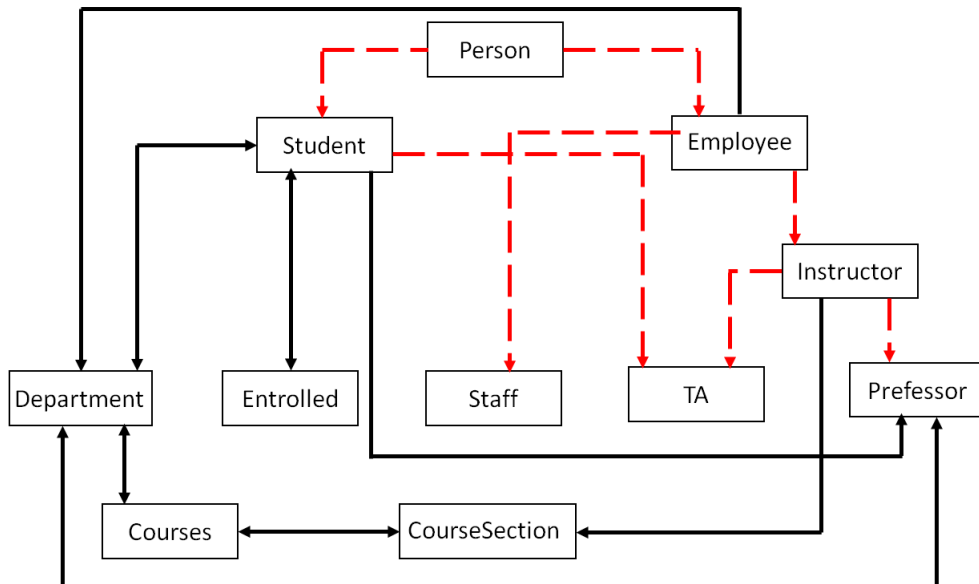 Person
Student
Employee
Instructor
Department
Entrolled
Staff
TA
Prefessor
Courses
CourseSection